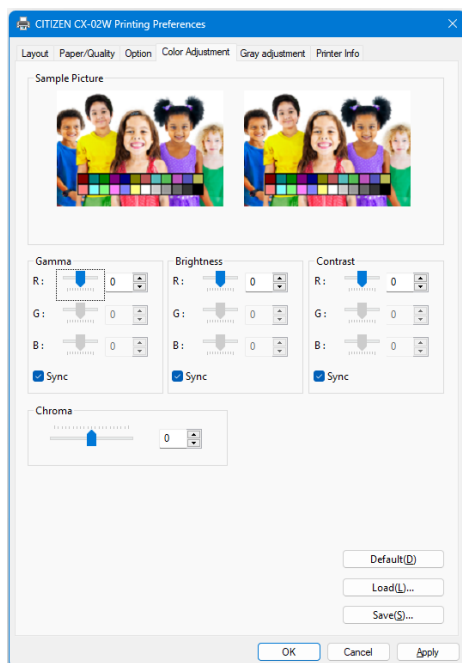 CITIZEN CX-02W Printing Preferences
Layout Paper/Quality Option Color Adjustment Gray adjustment Printer Info
Sample Picture
Gamma Brightness Contrast
R: 0 R: 0 R: 0
G: 0 G: 0 G: 0
B: 0 B: 0 B: 0
Sync Sync Sync
Chroma
0
Default(D)
Load(L)...
Save(S)...
OK Cancel Apply